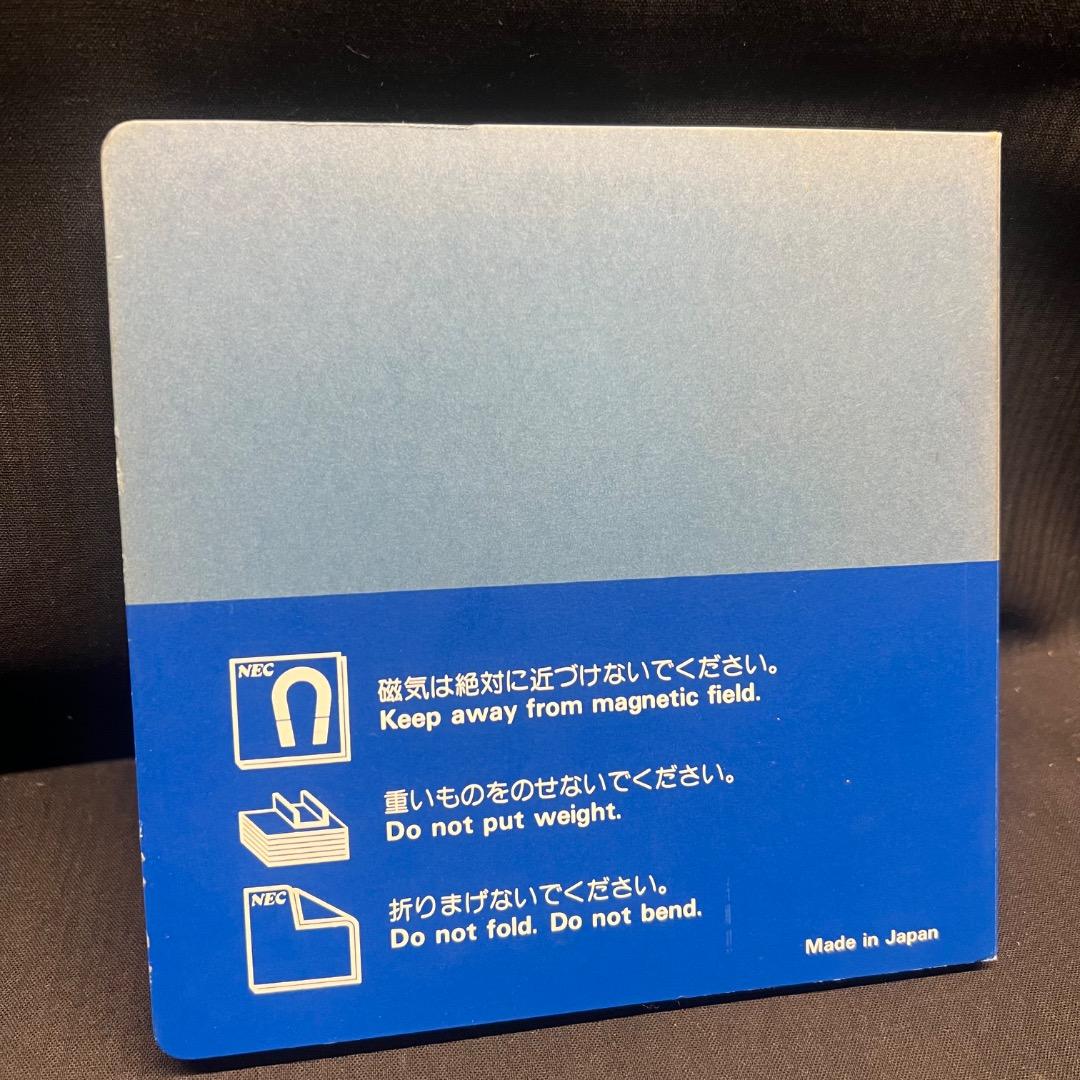 NEC
磁気は絶対に近づけないでください。
Keep away from magnetic field.
重いものをのせないでください。
Do not put weight.
NEC
折りまげないでください。
Do not fold. Do not bend.
Made in Japan